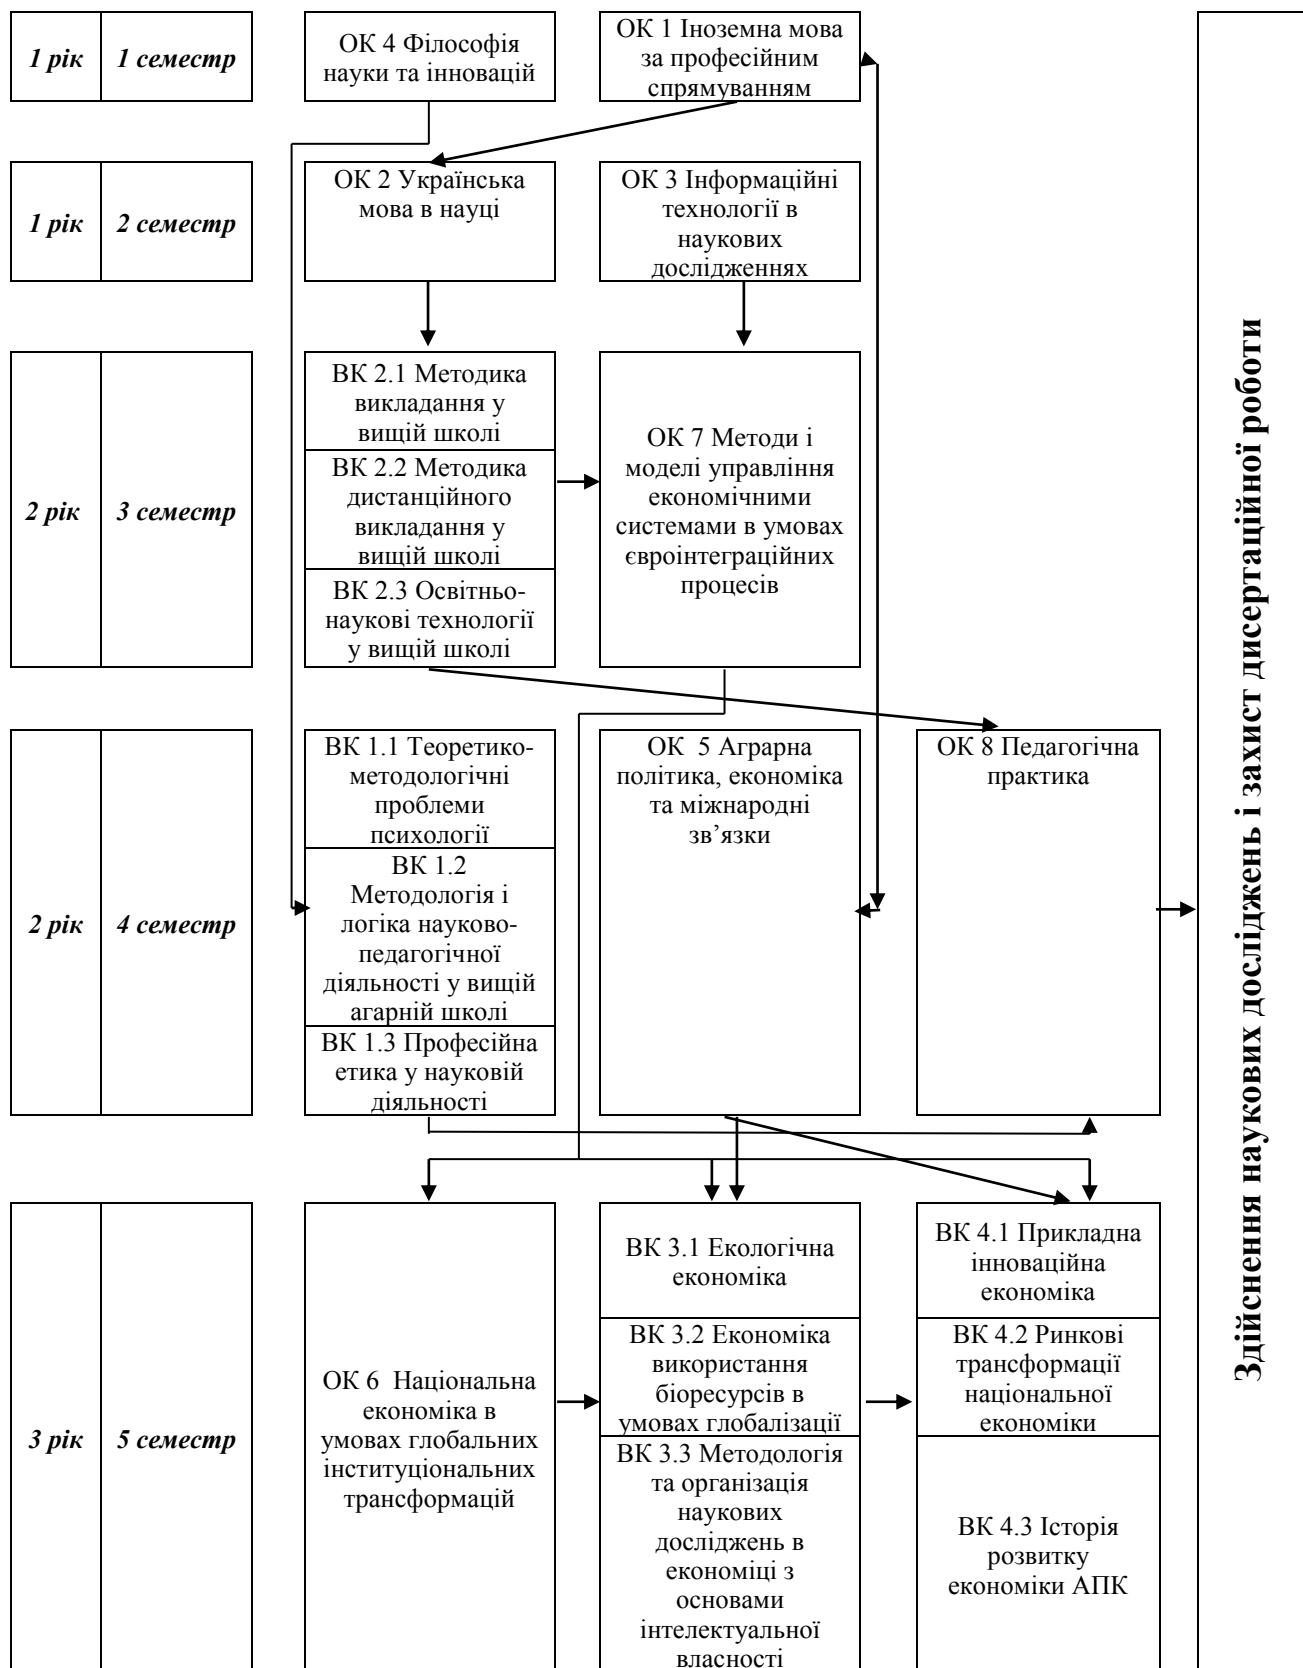 1 рік
1 семестр
ОК 4 Філософія
науки та інновацій
ОК 1 Іноземна мова
за професійним
спрямуванням
1 рік
2 семестр
ОК 2 Українська
мова в науці
ОК 3 Інформаційні
технології в
наукових
дослідженнях
2 рік
3 семестр
ВК 2.1 Методика
викладання у
вищій школі
ВК 2.2 Методика
дистанційного
викладання у
вищій школі
ВК 2.3 Освітньо-
наукові технології
у вищій школі
ОК 7 Методи і
моделі управління
економічними
системами в умовах
євроінтеграційних
процесів
2 рік
4 семестр
ВК 1.1 Теоретико-
методологічні
проблеми
психології
ВК 1.2
Методологія і
логіка науково-
педагогічної
діяльності у вищій
агарній школі
ВК 1.3 Професійна
етика у науковій
діяльності
ОК 5 Аграрна
політика, економіка
та міжнародні
зв’язки
ОК 8 Педагогічна
практика
3 рік
5 семестр
ОК 6 Національна
економіка в
умовах глобальних
інституціональних
трансформацій
ВК 3.1 Екологічна
економіка
ВК 3.2 Економіка
використання
біоресурсів в
умовах глобалізації
ВК 3.3 Методологія
та організація
наукових
досліджень в
економіці з
основами
інтелектуальної
власності
ВК 4.1 Прикладна
інноваційна
економіка
ВК 4.2 Ринкові
трансформації
національної
економіки
ВК 4.3 Історія
розвитку
економіки АПК
Здійснення наукових досліджень і захист дисертаційної роботи